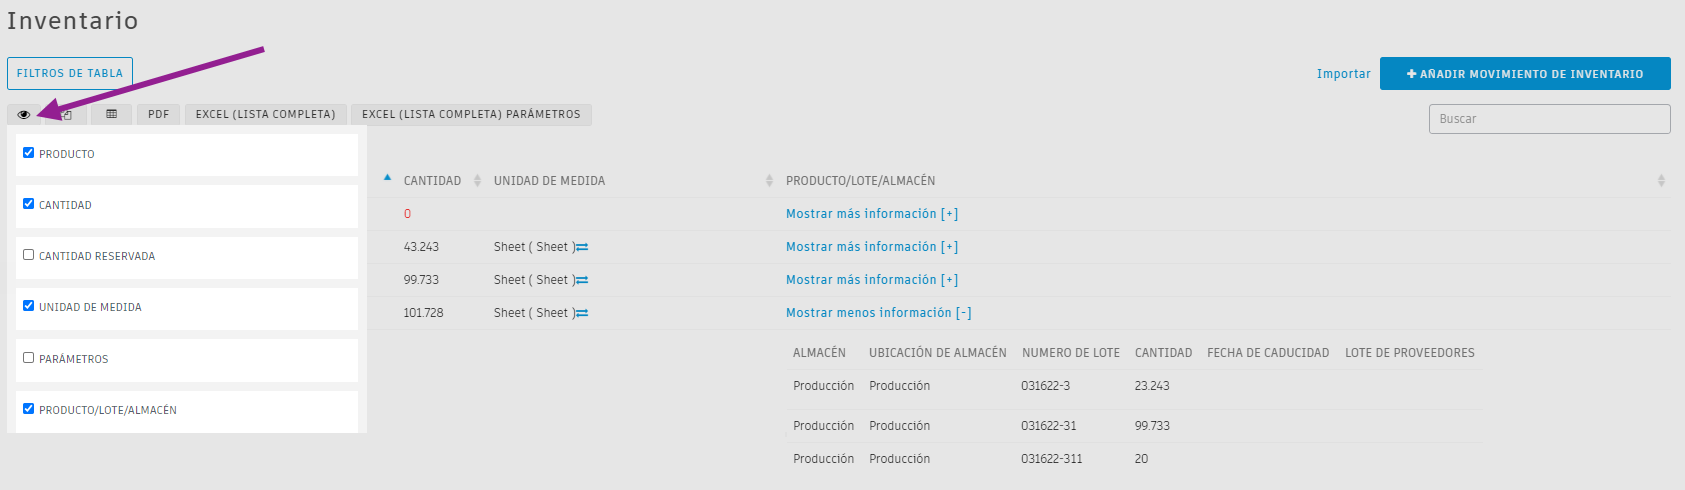 Inventario
FILTROS DE TABLA
Importar
AÑADIR MOVIMIENTO DE INVENTARIO
PDF EXCEL (LISTA COMPLETA) EXCEL (LISTA COMPLETA) PARÁMETROS
Buscar
PRODUCTO
CANTIDAD
CANTIDAD RESERVADA
UNIDAD DE MEDIDA
PARÁMETROS
PRODUCTO/LOTE/ALMACÉN
CANTIDAD UNIDAD DE MEDIDA PRODUCTO/LOTE/ALMACÉN
0 Mostrar más información [+]
43.243 Sheet ( Sheet ) Mostrar más información [+]
99.733 Sheet ( Sheet ) Mostrar más información [+]
101.728 Sheet ( Sheet ) Mostrar menos información [-]
ALMACÉN UBICACIÓN DE ALMACÉN NUMERO DE LOTE CANTIDAD FECHA DE CADUCIDAD LOTE DE PROVEEDORES
Producción Producción 031622-3 23.243
Producción Producción 031622-31 99.733
Producción Producción 031622-311 20